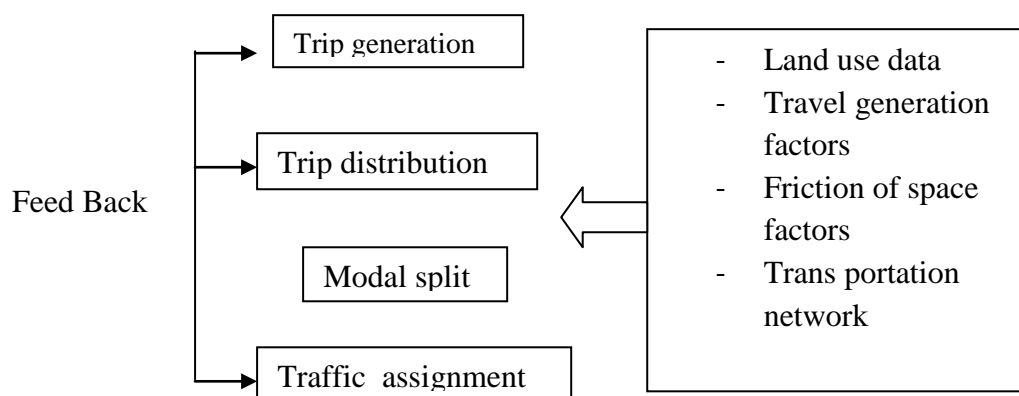 Trip generation
Trip distribution
Feed Back
Modal split
Traffic assignment
- Land use data
- Travel generation
factors
- Friction of space
factors
- Trans portation
network